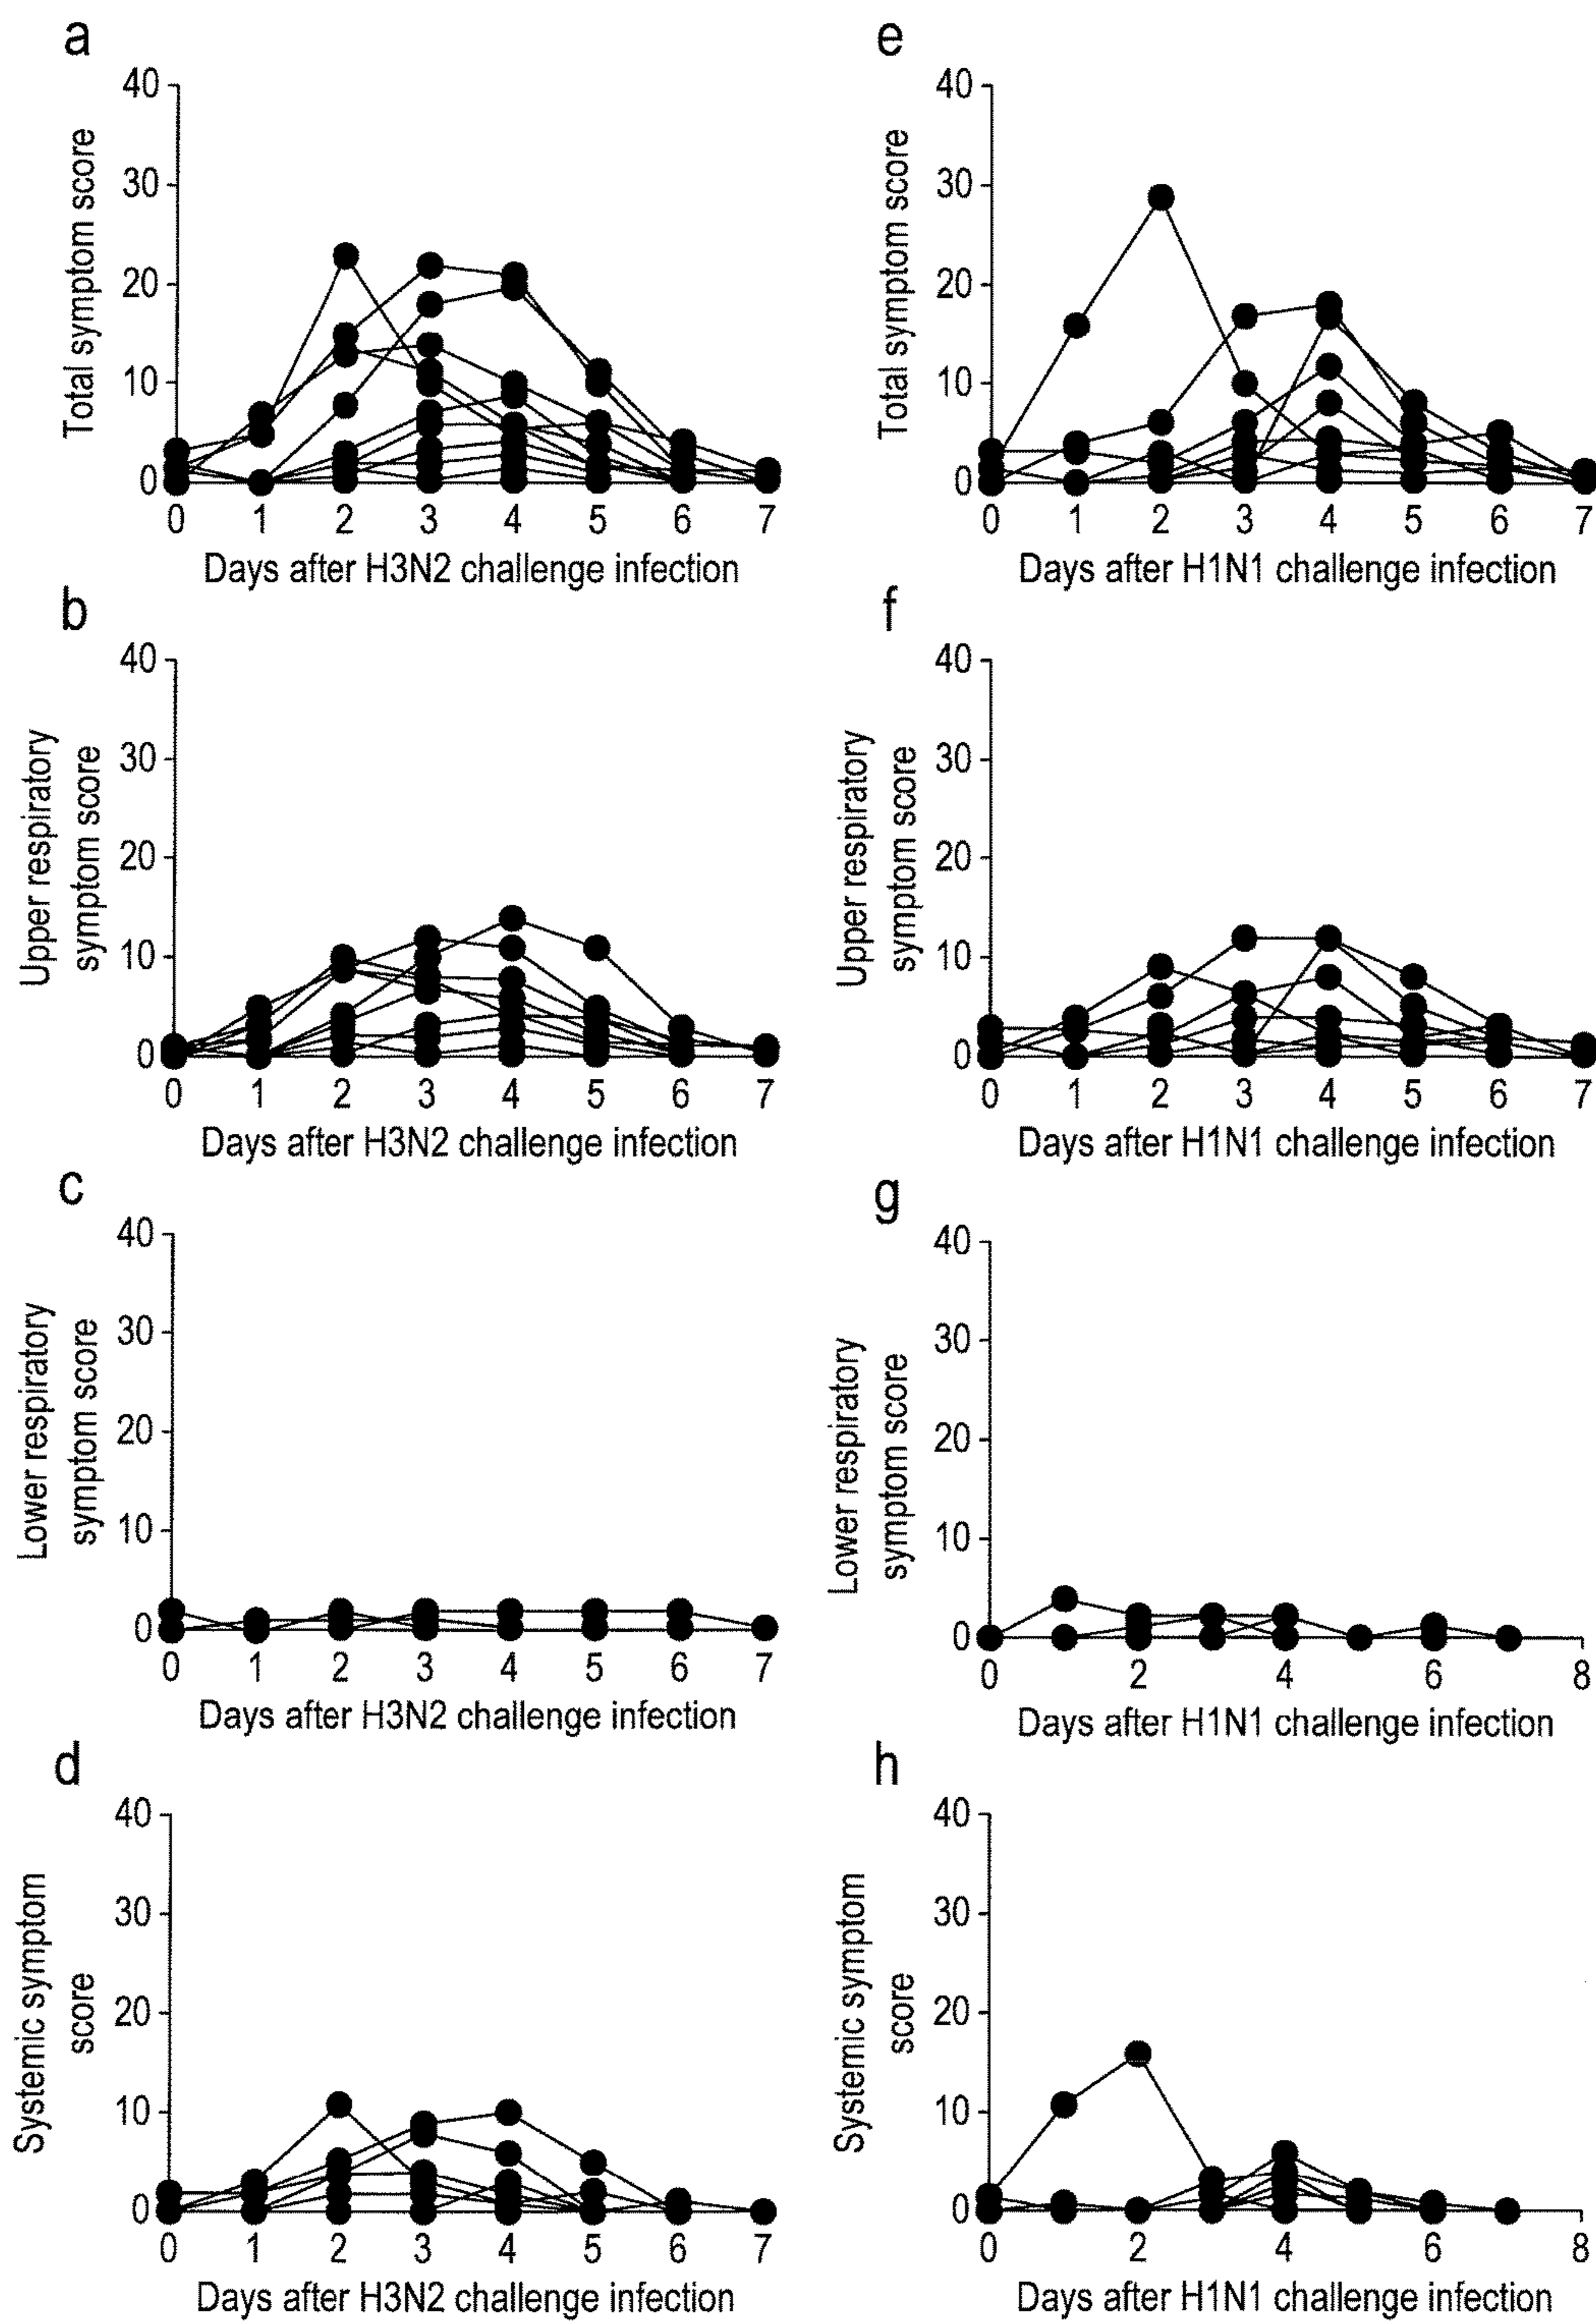 a
Total symptom score
40
30
20
10
0
0 1 2 3 4 5 6 7
Days after H3N2 challenge infection
e
Total symptom score
40
30
20
10
0
0 1 2 3 4 5 6 7
Days after H1N1 challenge infection
b
Upper respiratory
symptom score
40
30
20
10
0
0 1 2 3 4 5 6 7
Days after H3N2 challenge infection
f
Upper respiratory
symptom score
40
30
20
10
0
0 1 2 3 4 5 6 7
Days after H1N1 challenge infection
c
Lower respiratory
symptom score
40
30
20
10
0
0 1 2 3 4 5 6 7
Days after H3N2 challenge infection
g
Lower respiratory
symptom score
40
30
20
10
0
0 2 4 6 8
Days after H1N1 challenge infection
d
Systemic symptom
score
40
30
20
10
0
0 1 2 3 4 5 6 7
Days after H3N2 challenge infection
h
Systemic symptom
score
40
30
20
10
0
0 2 4 6 8
Days after H1N1 challenge infection